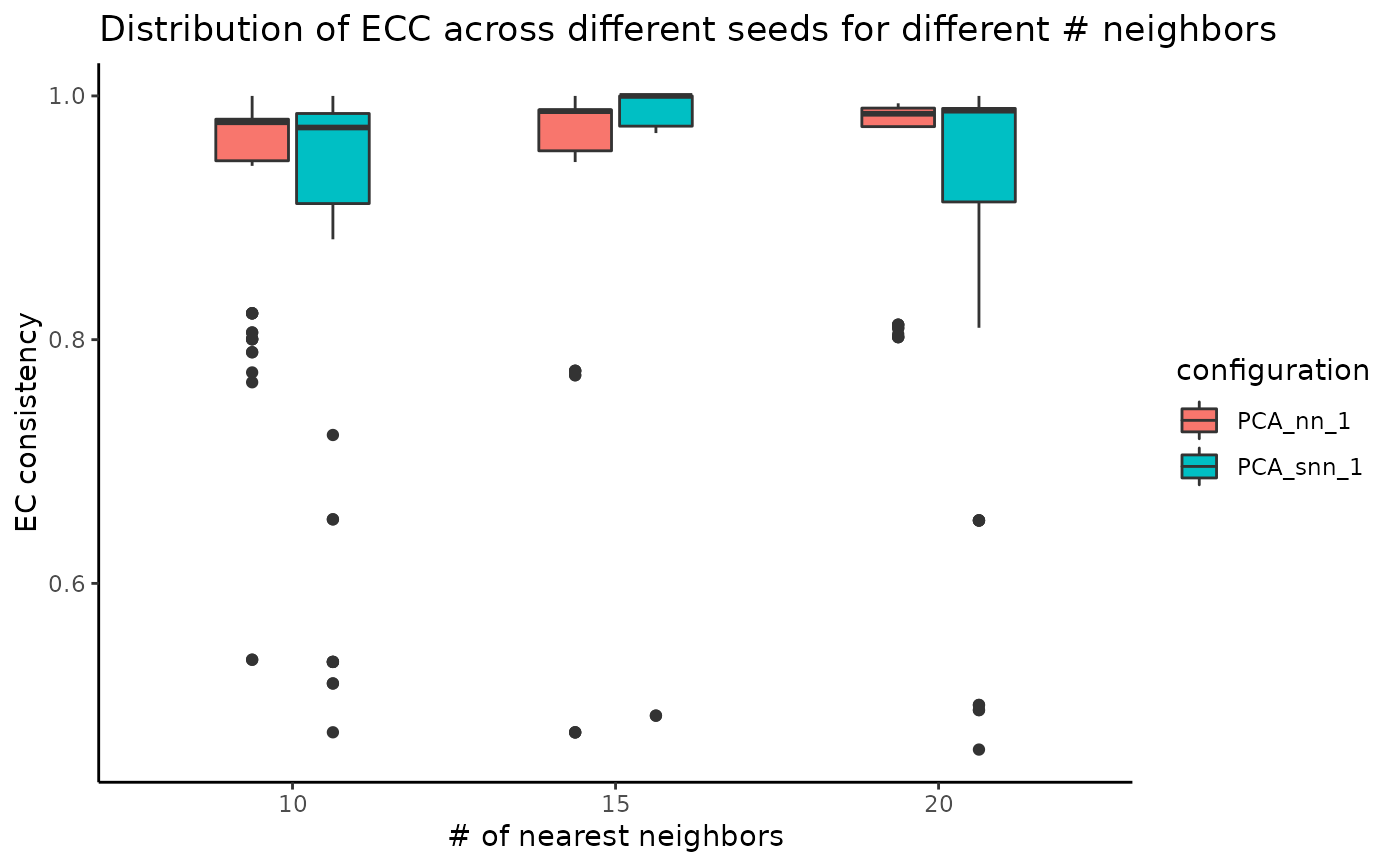 Distribution of ECC across different seeds for different # neighbors
EC consistency
1.0
0.8
0.6
10
15
20
# of nearest neighbors
configuration
PCA_nn_1
PCA_snn_1